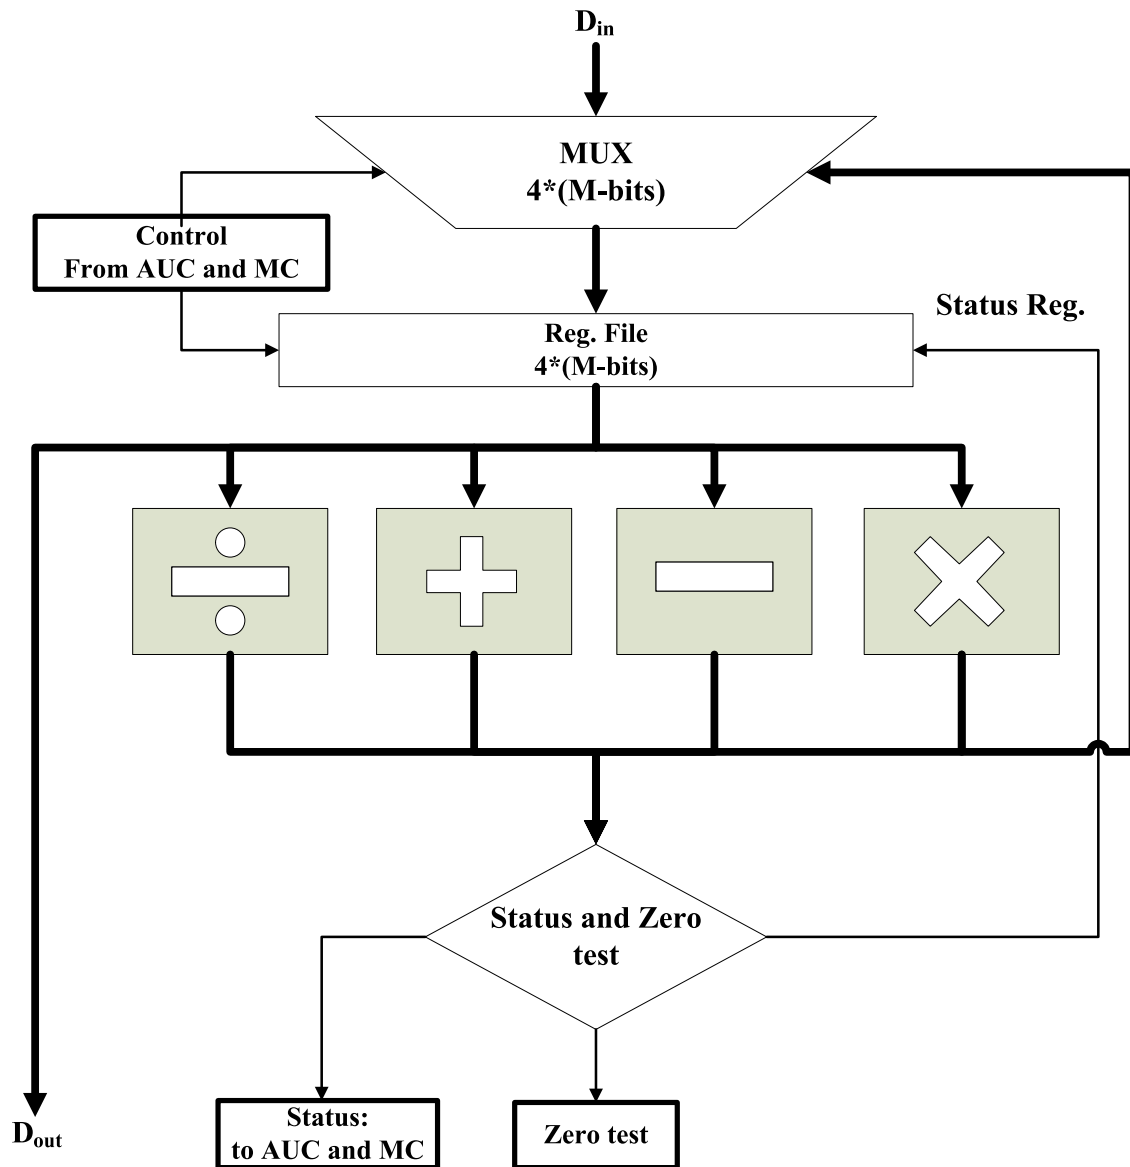 Din
MUX
4*(M-bits)
Control
From AUC and MC
Status Reg.
Reg. File
4*(M-bits)
Status and Zero
test
Status:
to AUC and MC
Zero test
Dout